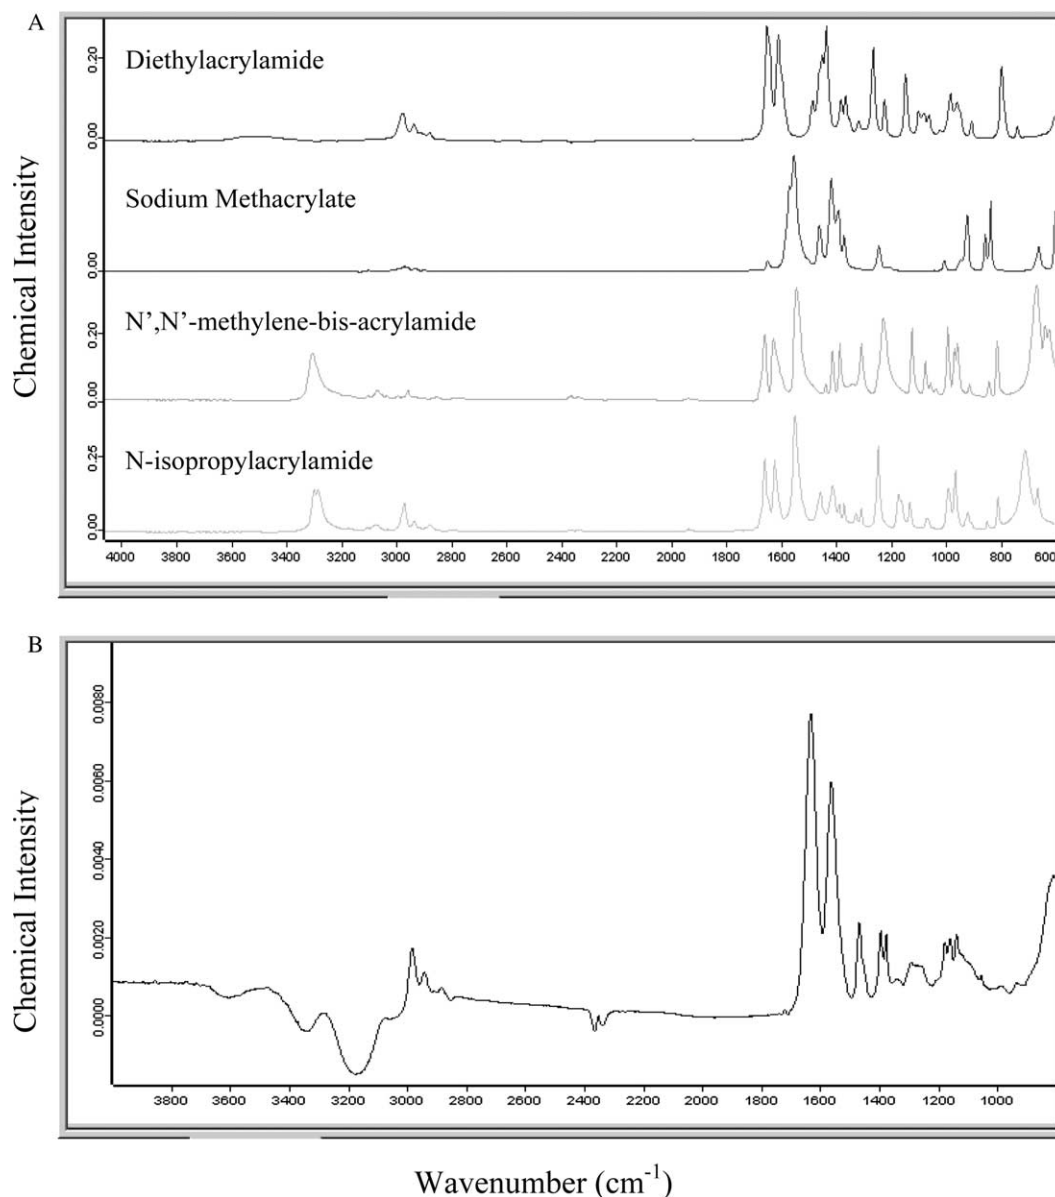 A
Diethylacrylamide
0.20
0.00
Sodium Methacrylate
0.00
N’,N’-methylene-bis-acrylamide
0.20
0.00
N-isopropylacrylamide
0.25
0.00
Chemical Intensity
4000 3800 3600 3400 3200 3000 2800 2600 2400 2200 2000 1800 1600 1400 1200 1000 800 600
B
0.0080
0.0060
0.0040
0.0020
0.0000
Chemical Intensity
3800 3600 3400 3200 3000 2800 2600 2400 2200 2000 1800 1600 1400 1200 1000
Wavenumber (cm⁻¹)